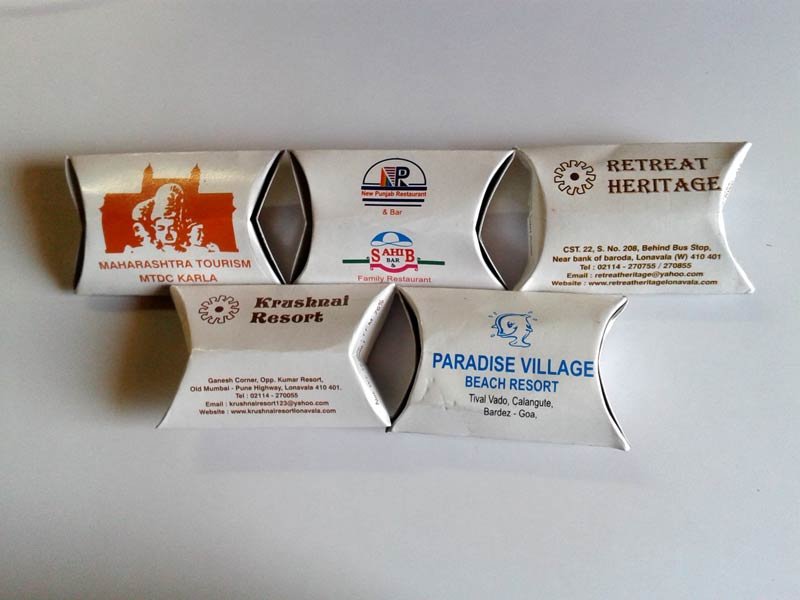 MAHARASHTRA TOURISM
MTDC KARLA
NPR
New Punjab Restaurant
& Bar
SAHIB
BAR
&
Family Restaurant
RETREAT
HERITAGE
CST. 22, S. No. 208, Behind Bus Stop,
Near bank of baroda, Lonavala (W) 410 401
Tel : 02114 - 270755 / 270855
Email : retreatheritage@yahoo.com
Website : www.retreatheritagelonavala.com
Krushnai
Resort
Ganesh Corner, Opp. Kumar Resort,
Old Mumbai - Pune Highway, Lonavala 410 401.
Tel : 02114 - 270055
Email : krushnairesort123@yahoo.com
Website : www.krushnairesortlonavala.com
PARADISE VILLAGE
BEACH RESORT
Tival Vado, Calangute,
Bardez - Goa,